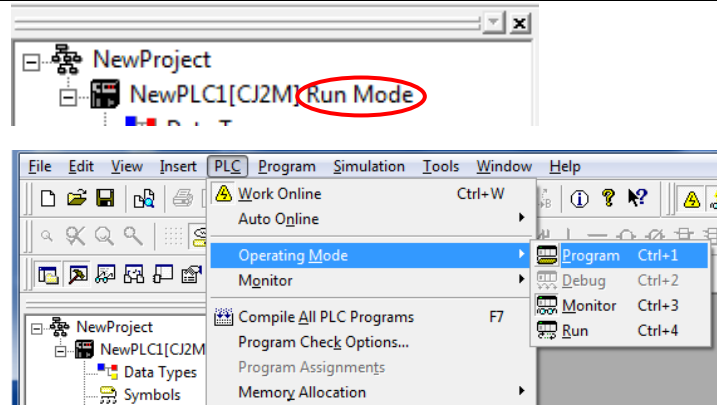 NewProject
NewPLC1[CJ2M] Run Mode
File Edit View Insert PLC Program Simulation Tools Window Help
Work Online Ctrl+W
Auto Online
Operating Mode
Program Ctrl+1
Monitor
Debug Ctrl+2
Monitor Ctrl+3
Compile All PLC Programs F7
Run Ctrl+4
Program Check Options...
Program Assignments
Memory Allocation
NewProject
NewPLC1[CJ2M
Data Types
Symbols